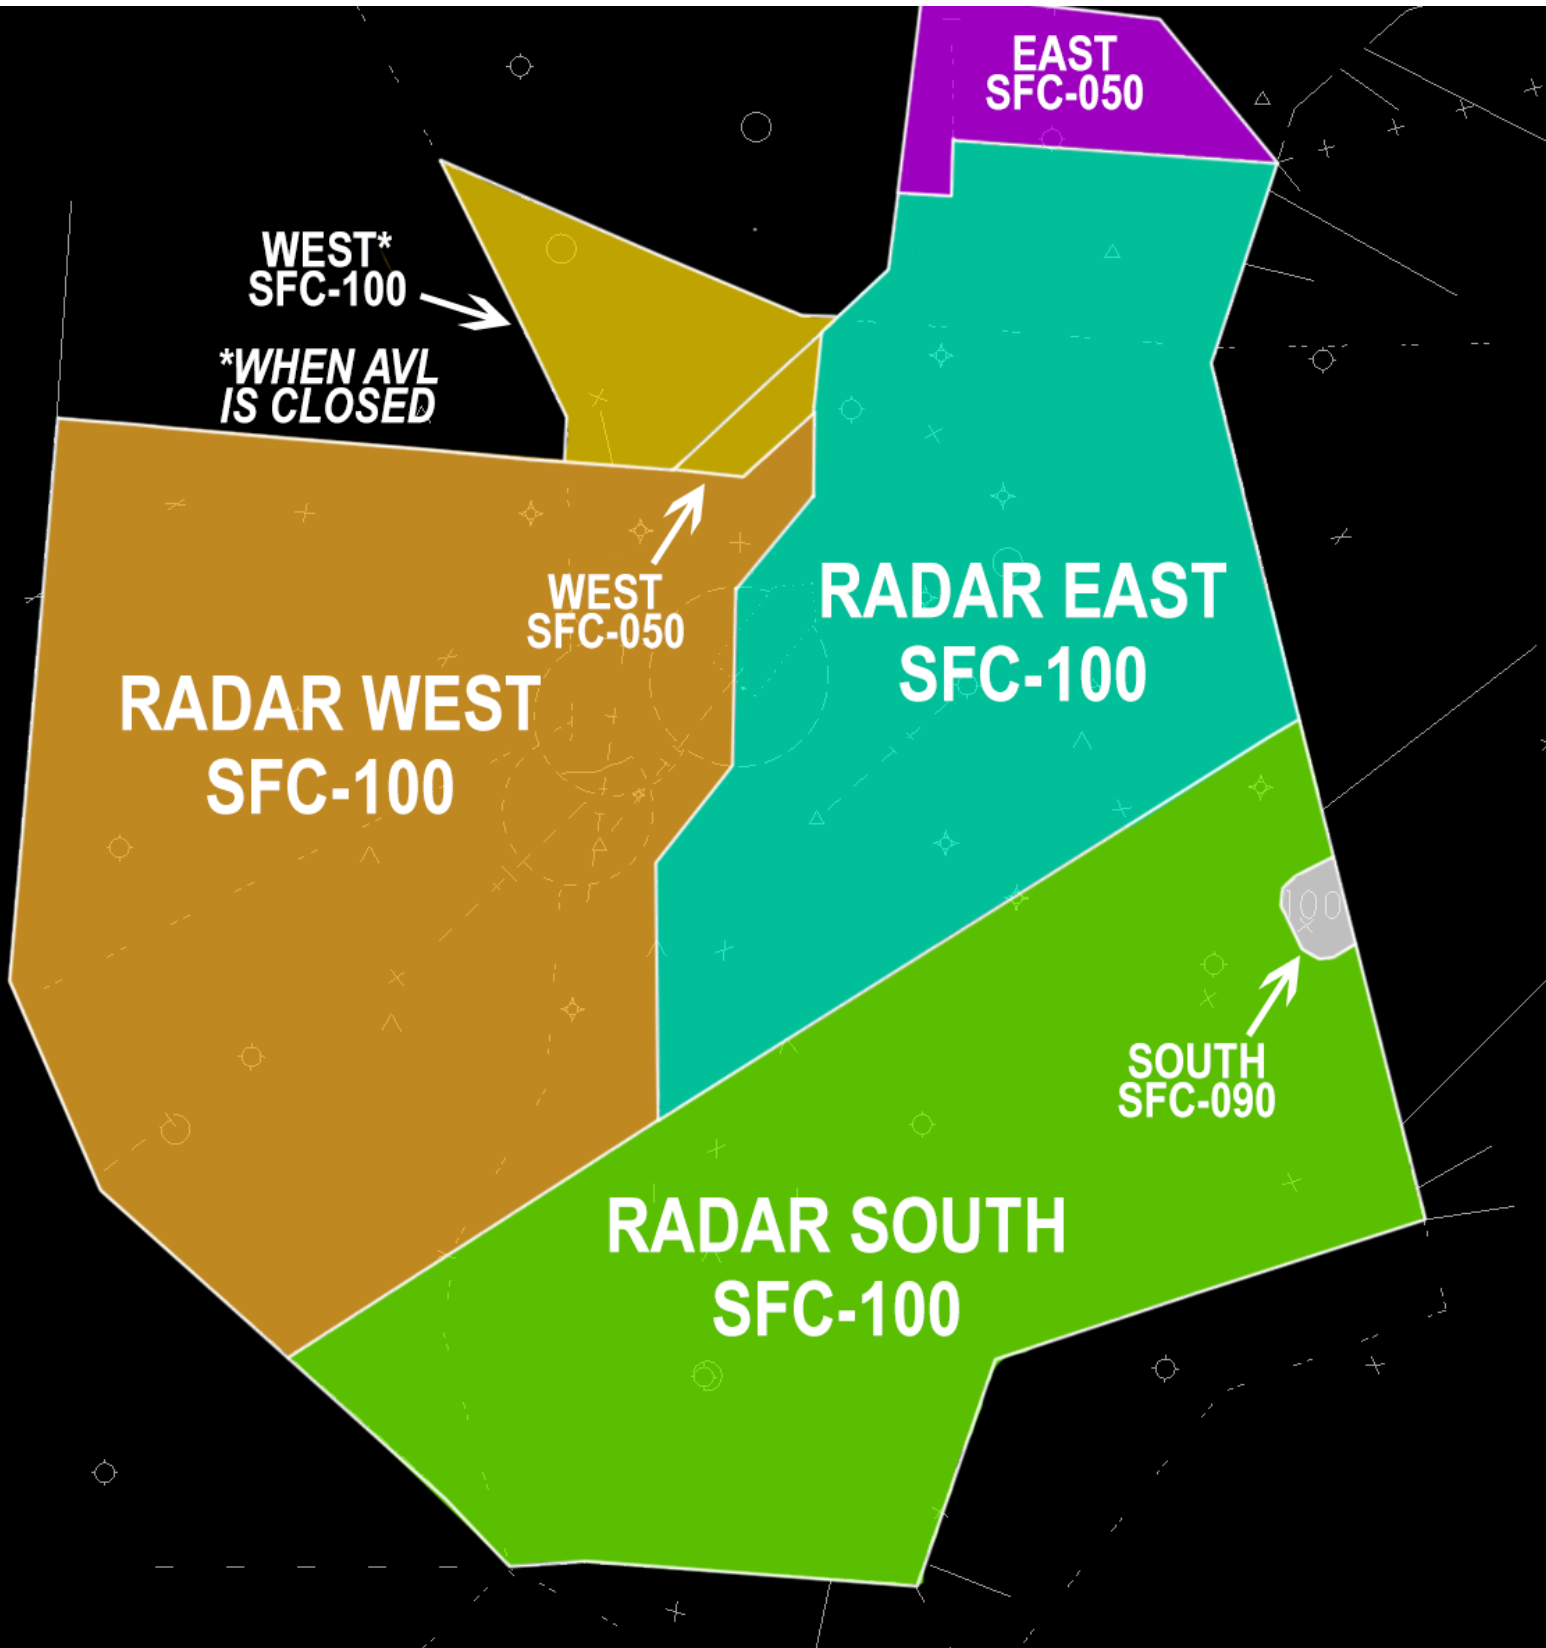 EAST
SFC-050
WEST*
SFC-100
*WHEN AVL
IS CLOSED
WEST
SFC-050
RADAR EAST
SFC-100
RADAR WEST
SFC-100
100
SOUTH
SFC-090
RADAR SOUTH
SFC-100